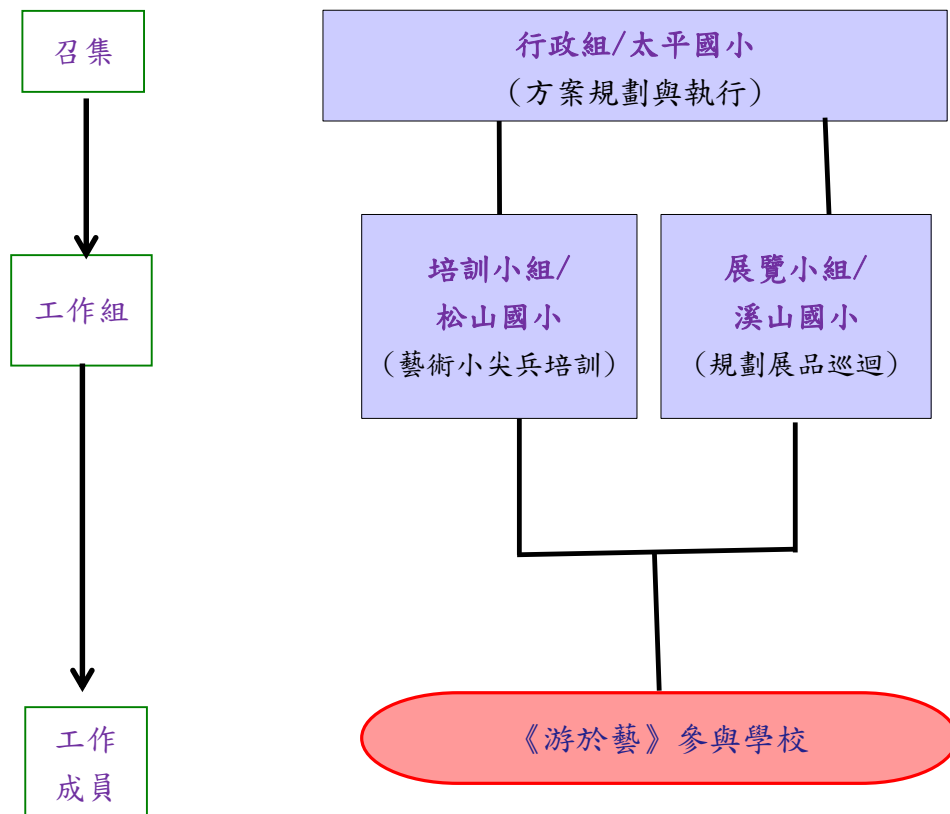 召集
行政組/太平國小
（方案規劃與執行）
工作組
培訓小組/
松山國小
（藝術小尖兵培訓）
展覽小組/
溪山國小
（規劃展品巡迴）
工作
成員
《游於藝》參與學校